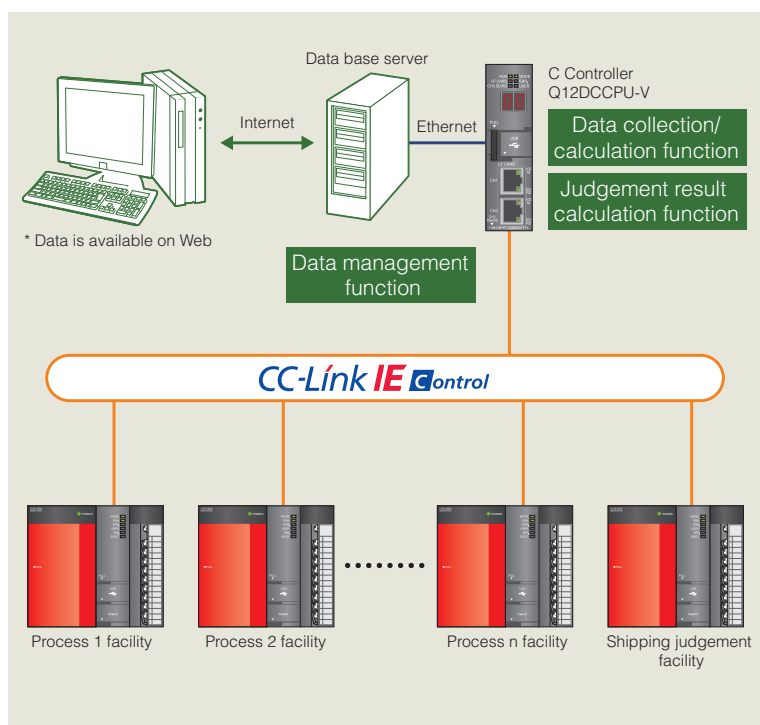 Data base server
C Controller
Q12DCCPU-V
Internet
Ethernet
Data collection/
calculation function
Judgement result
calculation function
* Data is available on Web
Data management
function
CC-Link IE Control
Process 1 facility
Process 2 facility
Process n facility
Shipping judgement
facility